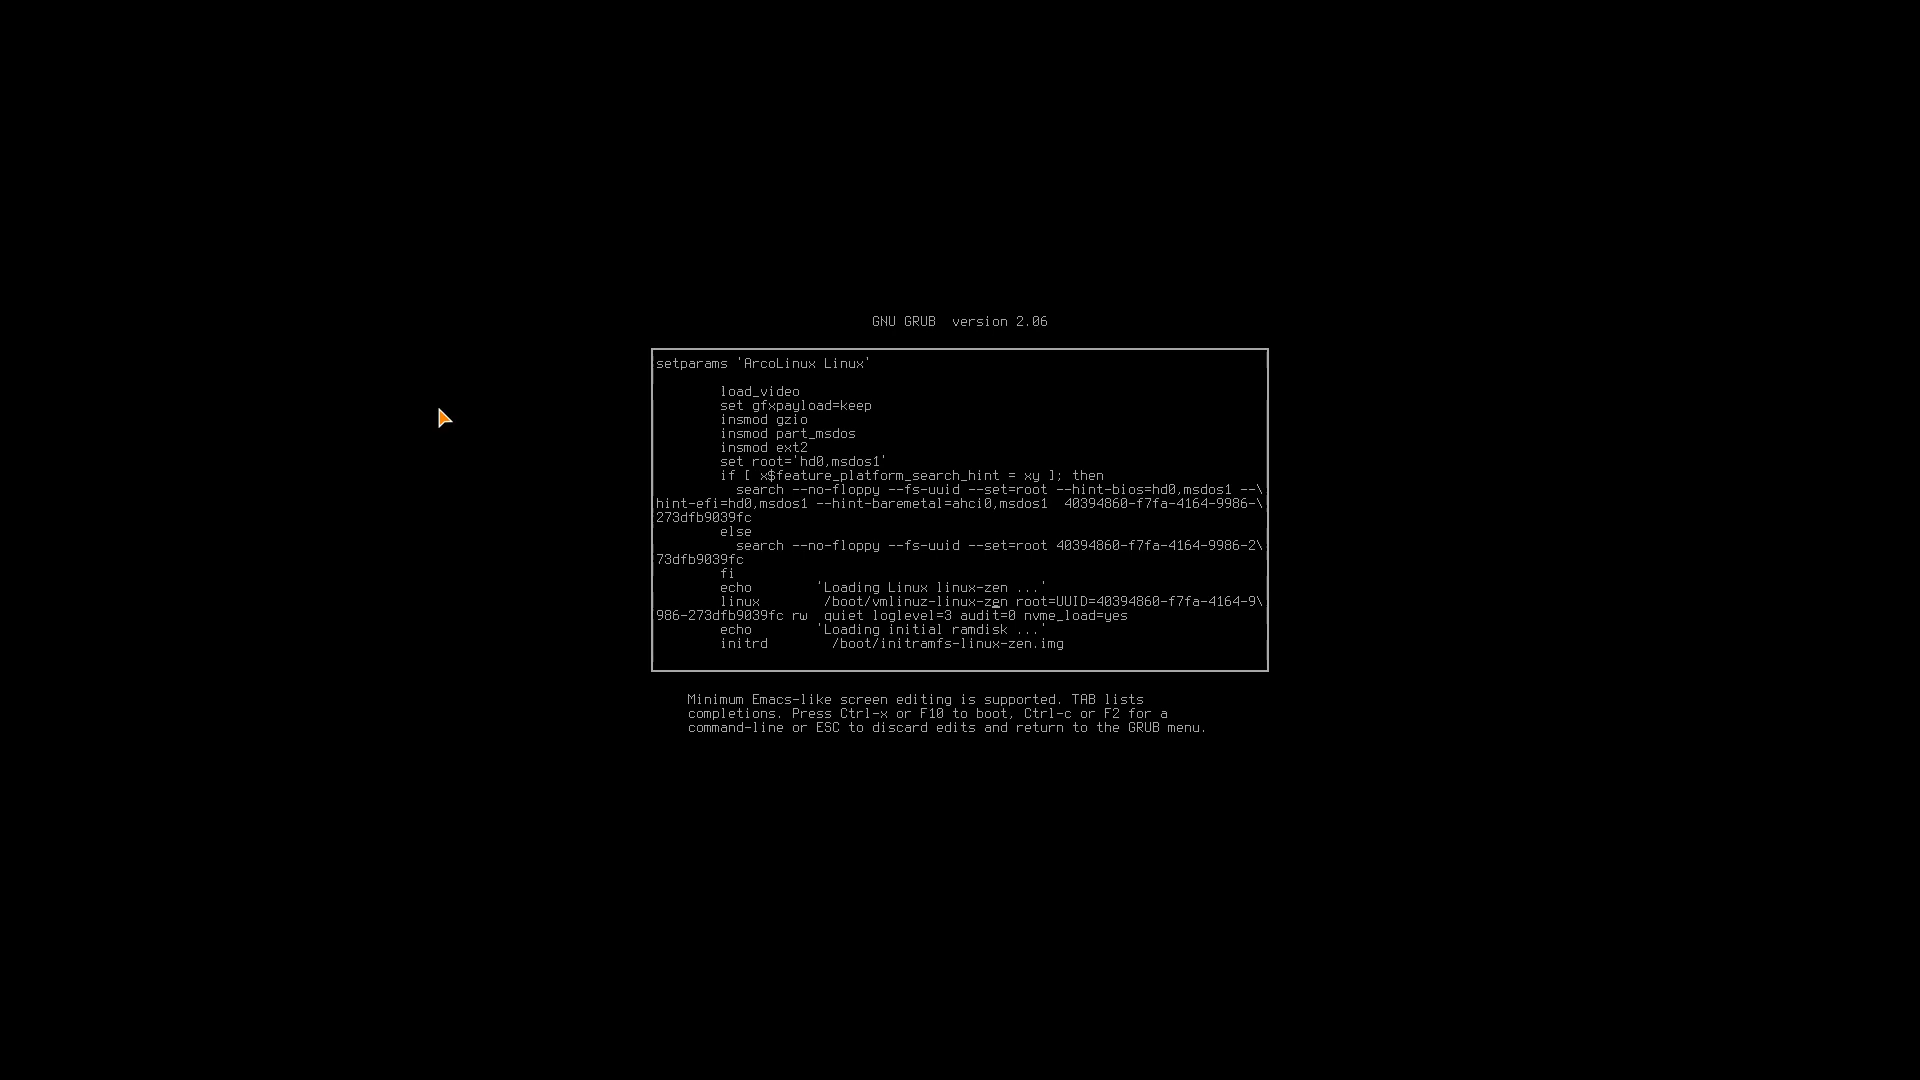 GNU GRUB  version 2.06
setparams 'ArcoLinux Linux'
load_video
set gfxpayload=keep
insmod gzio
insmod part_msdos
insmod ext2
set root='hd0,msdos1'
if [ x$feature_platform_search_hint = xy ]; then
search --no-floppy --fs-uuid --set=root --hint-bios=hd0,msdos1 --\
hint-efi=hd0,msdos1 --hint-baremetal=ahci0,msdos1  40394860-f7fa-4164-9986-\
273dfb9039fc
else
search --no-floppy --fs-uuid --set=root 40394860-f7fa-4164-9986-2\
73dfb9039fc
fi
echo 'Loading Linux linux-zen ...'
linux /boot/vmlinuz-linux-zen root=UUID=40394860-f7fa-4164-9\
986-273dfb9039fc rw  quiet loglevel=3 audit=0 nvme_load=yes
echo 'Loading initial ramdisk ...'
initrd /boot/initramfs-linux-zen.img
Minimum Emacs-like screen editing is supported. TAB lists
completions. Press Ctrl-x or F10 to boot, Ctrl-c or F2 for a
command-line or ESC to discard edits and return to the GRUB menu.